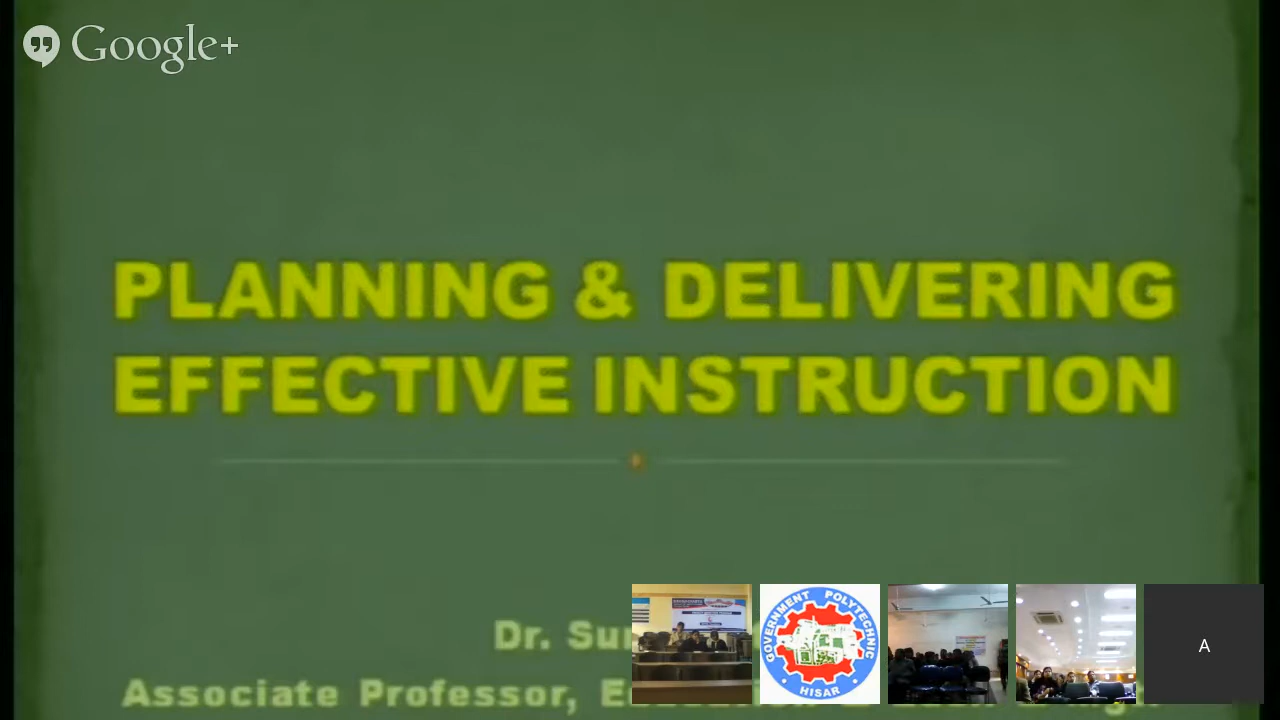 Google+
PLANNING & DELIVERING
EFFECTIVE INSTRUCTION
Dr.
Associate Professor,
GOVERNMENT POLYTECHNIC
HISAR
A